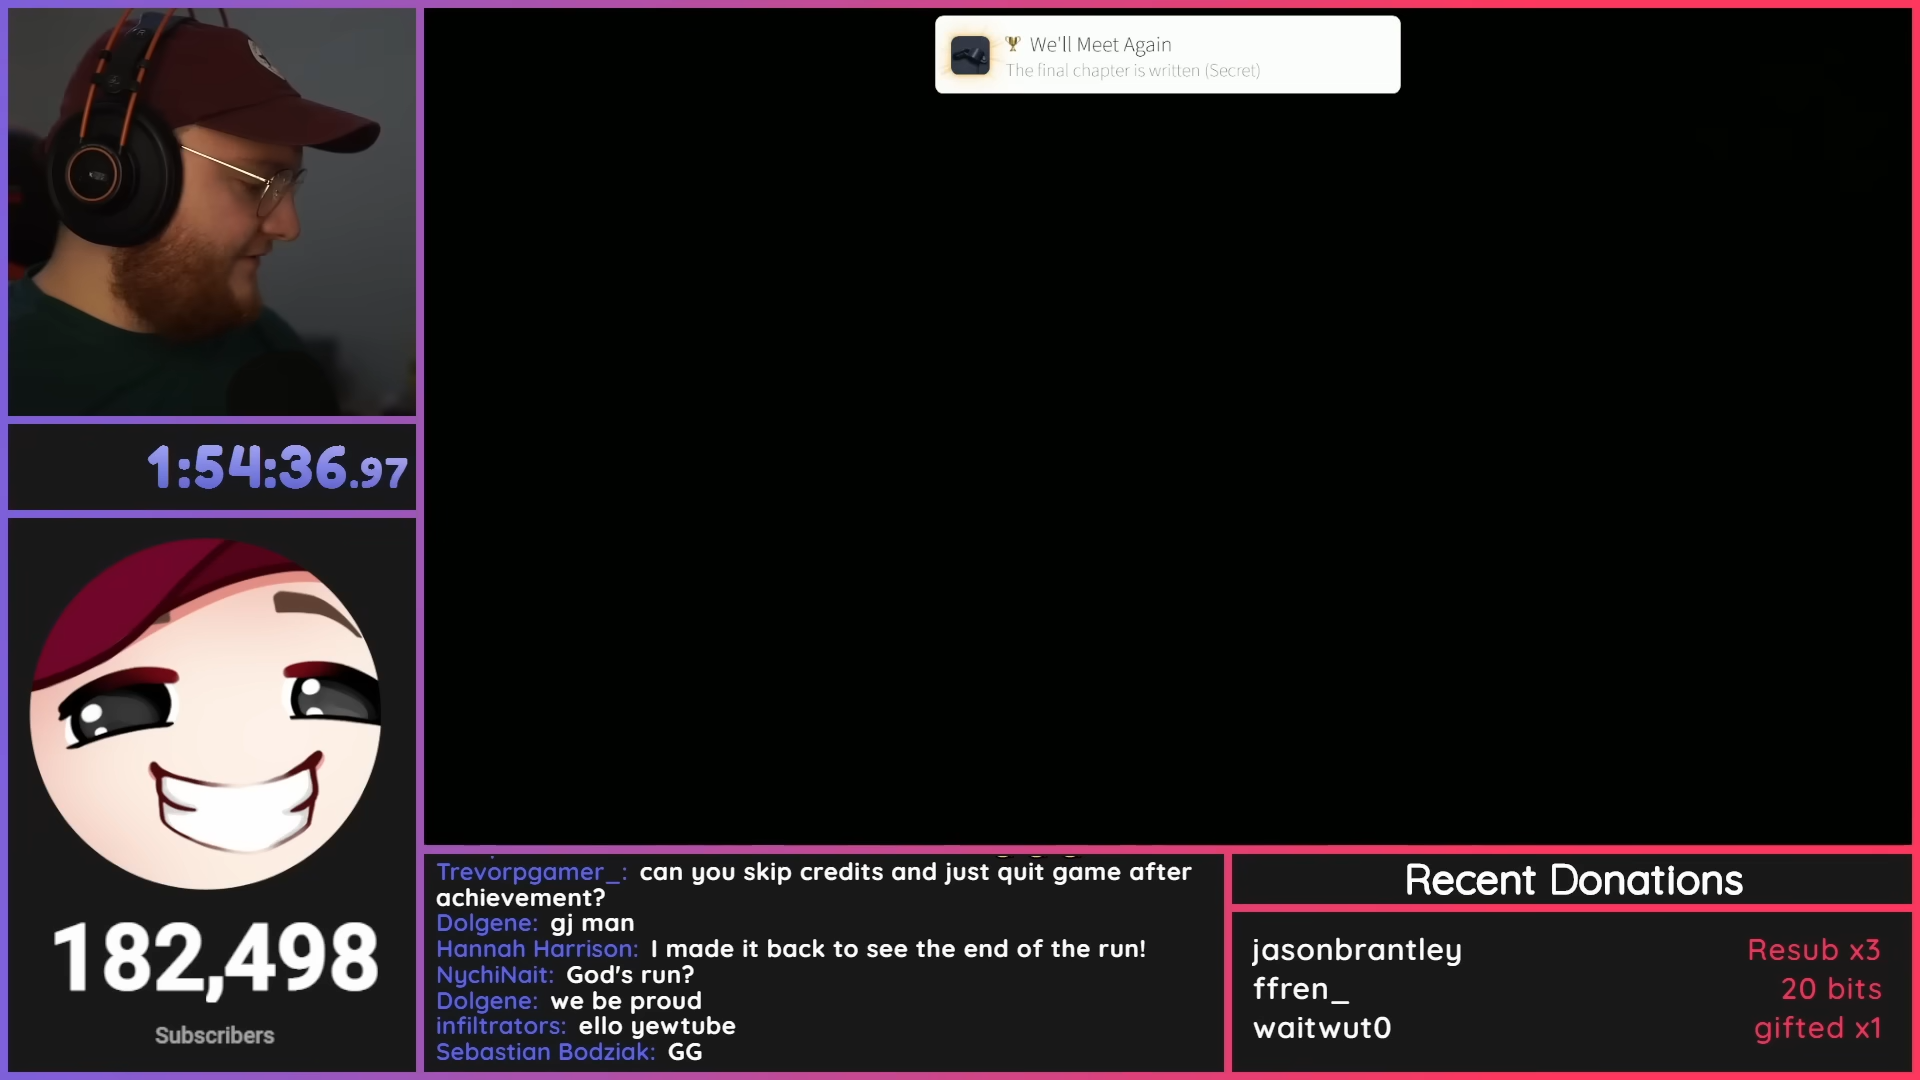 We'll Meet Again
The final chapter is written (Secret)
1:54:36.97
182,498
Subscribers
Trevorpgamer_: can you skip credits and just quit game after
achievement?
Dolgene: gj man
Hannah Harrison: I made it back to see the end of the run!
NychiNait: God's run?
Dolgene: we be proud
infiltrators: ello yewtube
Sebastian Bodziak: GG
Recent Donations
jasonbrantley Resub x3
ffren_ 20 bits
waitwut0 gifted x1